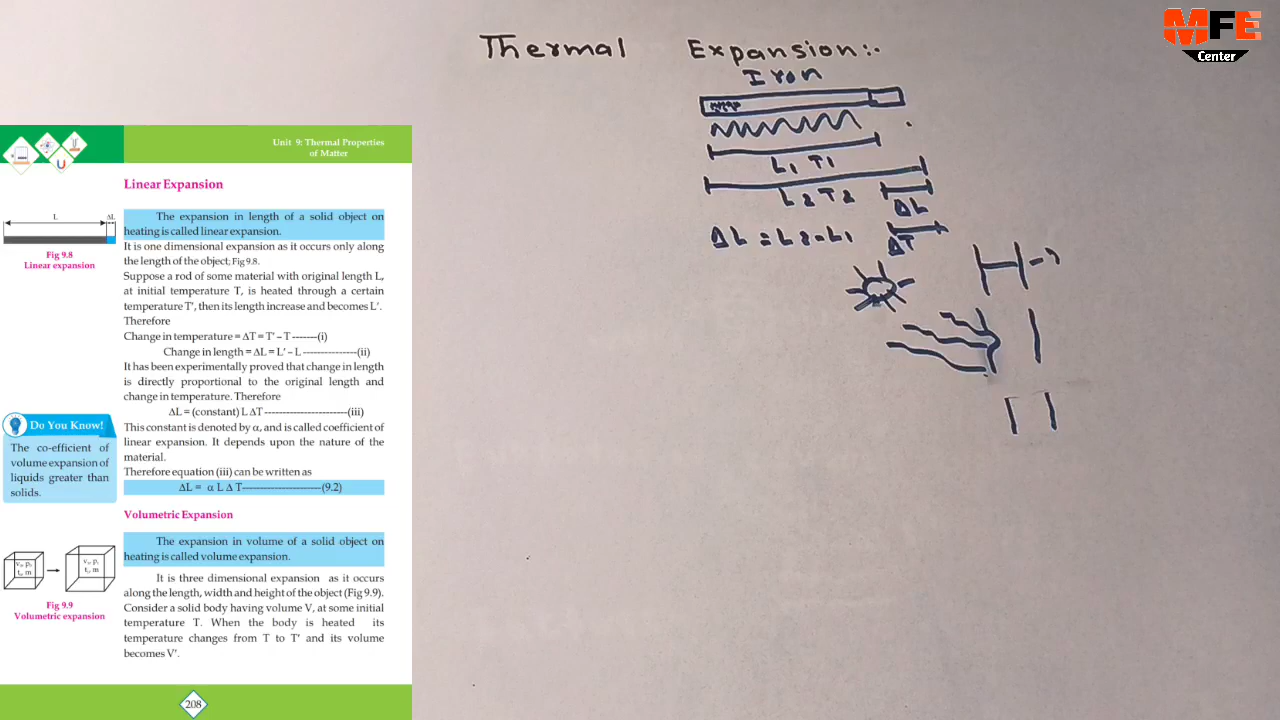 MFE
Center
Thermal Expansion:.
Iron
L₁ T₁
L₂ T₂
ΔL
ΔL = L₂ - L₁
ΔT
Unit 9: Thermal Properties
of Matter
Linear Expansion
L
ΔL
Fig 9.8
Linear expansion
The expansion in length of a solid object on
heating is called linear expansion.
It is one dimensional expansion as it occurs only along
the length of the object; Fig 9.8.
Suppose a rod of some material with original length L,
at initial temperature T, is heated through a certain
temperature T′, then its length increase and becomes L′.
Therefore
Change in temperature = ΔT = T′ – T -------(i)
Change in length = ΔL = L′ – L ---------------(ii)
It has been experimentally proved that change in length
is directly proportional to the original length and
change in temperature. Therefore
ΔL = (constant) L ΔT -----------------------(iii)
This constant is denoted by α, and is called coefficient of
linear expansion. It depends upon the nature of the
material.
Therefore equation (iii) can be written as
ΔL = α L Δ T----------------------(9.2)
Do You Know!
The co-efficient of
volume expansion of
liquids greater than
solids.
Volumetric Expansion
The expansion in volume of a solid object on
heating is called volume expansion.
Fig 9.9
Volumetric expansion
It is three dimensional expansion as it occurs
along the length, width and height of the object (Fig 9.9).
Consider a solid body having volume V, at some initial
temperature T. When the body is heated its
temperature changes from T to T′ and its volume
becomes V′.
208